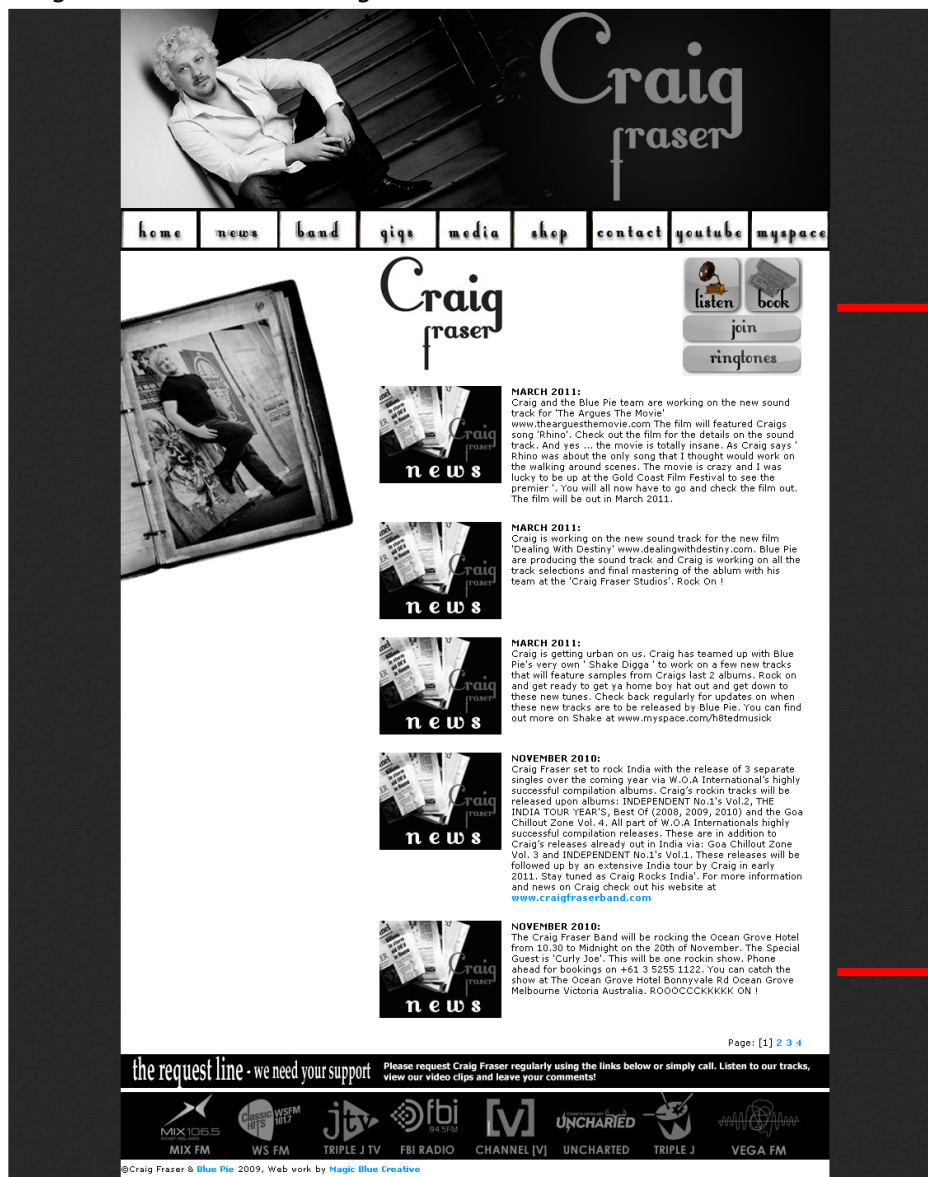 Craig
fraser
home news band gigs media shop contact youtube myspace
Craig
fraser
listen book
join
ringtones
news
MARCH 2011:
Craig and the Blue Pie team are working on the new sound
track for 'The Argues The Movie'
www.thearguesthemovie.com The film will featured Craigs
song 'Rhino'. Check out the film for the details on the sound
track. And yes ... the movie is totally insane. As Craig says '
Rhino was about the only song that I thought would work on
the walking around scenes. The movie is crazy and I was
lucky to be up at the Gold Coast Film Festival to see the
premier '. You will all now have to go and check the film out.
The film will be out in March 2011.
Craig
fraser
news
MARCH 2011:
Craig is working on the new sound track for the new film
'Dealing With Destiny' www.dealingwithdestiny.com. Blue Pie
are producing the sound track and Craig is working on all the
track selections and final mastering of the ablum with his
team at the 'Craig Fraser Studios'. Rock On !
Craig
fraser
news
MARCH 2011:
Craig is getting urban on us. Craig has teamed up with Blue
Pie's very own ' Shake Digga ' to work on a few new tracks
that will feature samples from Craigs last 2 albums. Rock on
and get ready to get ya home boy hat out and get down to
these new tunes. Check back regularly for updates on when
these new tracks are to be released by Blue Pie. You can find
out more on Shake at www.myspace.com/h8tedmusick
Craig
fraser
news
NOVEMBER 2010:
Craig Fraser set to rock India with the release of 3 separate
singles over the coming year via W.O.A International's highly
successful compilation albums. Craig's rockin tracks will be
released upon albums: INDEPENDENT No.1's Vol.2, THE
INDIA TOUR YEAR'S, Best Of (2008, 2009, 2010) and the Goa
Chillout Zone Vol. 4. All part of W.O.A Internationals highly
successful compilation releases. These are in addition to
Craig's releases already out in India via: Goa Chillout Zone
Vol. 3 and INDEPENDENT No.1's Vol.1. These releases will be
followed up by an extensive India tour by Craig in early
2011. Stay tuned as Craig Rocks India'. For more information
and news on Craig check out his website at
www.craigfraserband.com
Craig
fraser
news
NOVEMBER 2010:
The Craig Fraser Band will be rocking the Ocean Grove Hotel
from 10.30 to Midnight on the 20th of November. The Special
Guest is 'Curly Joe'. This will be one rockin show. Phone
ahead for bookings on +61 3 5255 1122. You can catch the
show at The Ocean Grove Hotel Bonnyvale Rd Ocean Grove
Melbourne Victoria Australia. ROOOCCCKKKKK ON !
Page: [1] 2 3 4
the request line - we need your support
Please request Craig Fraser regularly using the links below or simply call. Listen to our tracks,
view our video clips and leave your comments!
MIX106.5 Classic HITS WSFM 101.7 jtv fbi 94.5FM [V] UNCHARTED
MIX FM WS FM TRIPLE J TV FBI RADIO CHANNEL [V] UNCHARTED TRIPLE J VEGA FM
©Craig Fraser & Blue Pie 2009, Web work by Magic Blue Creative